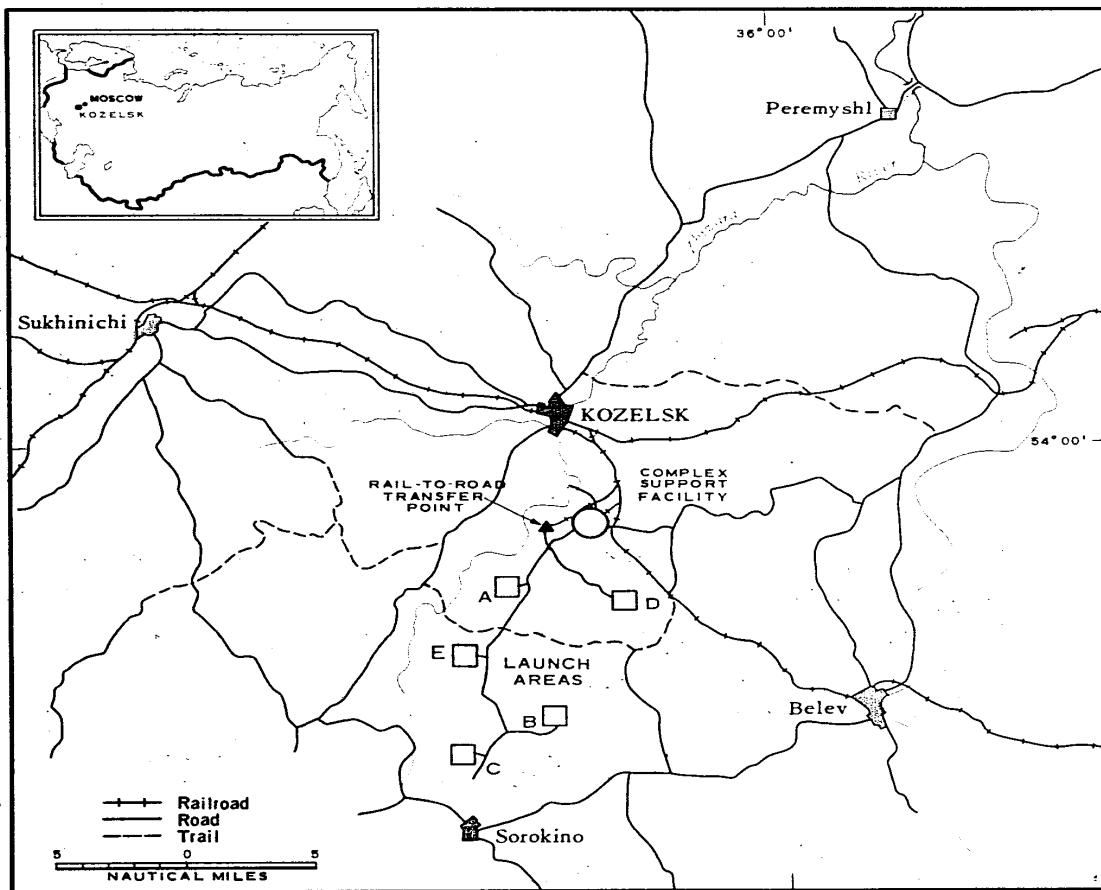 36°00'
MOSCOW
KOZELSK
Peremyshl
River
Sukhinichi
KOZELSK
54°00'
RAIL-TO-ROAD
TRANSFER
POINT
COMPLEX
SUPPORT
FACILITY
A
D
E
LAUNCH
AREAS
B
Belev
C
Railroad
Road
Trail
Sorokino
5 0 5
NAUTICAL MILES